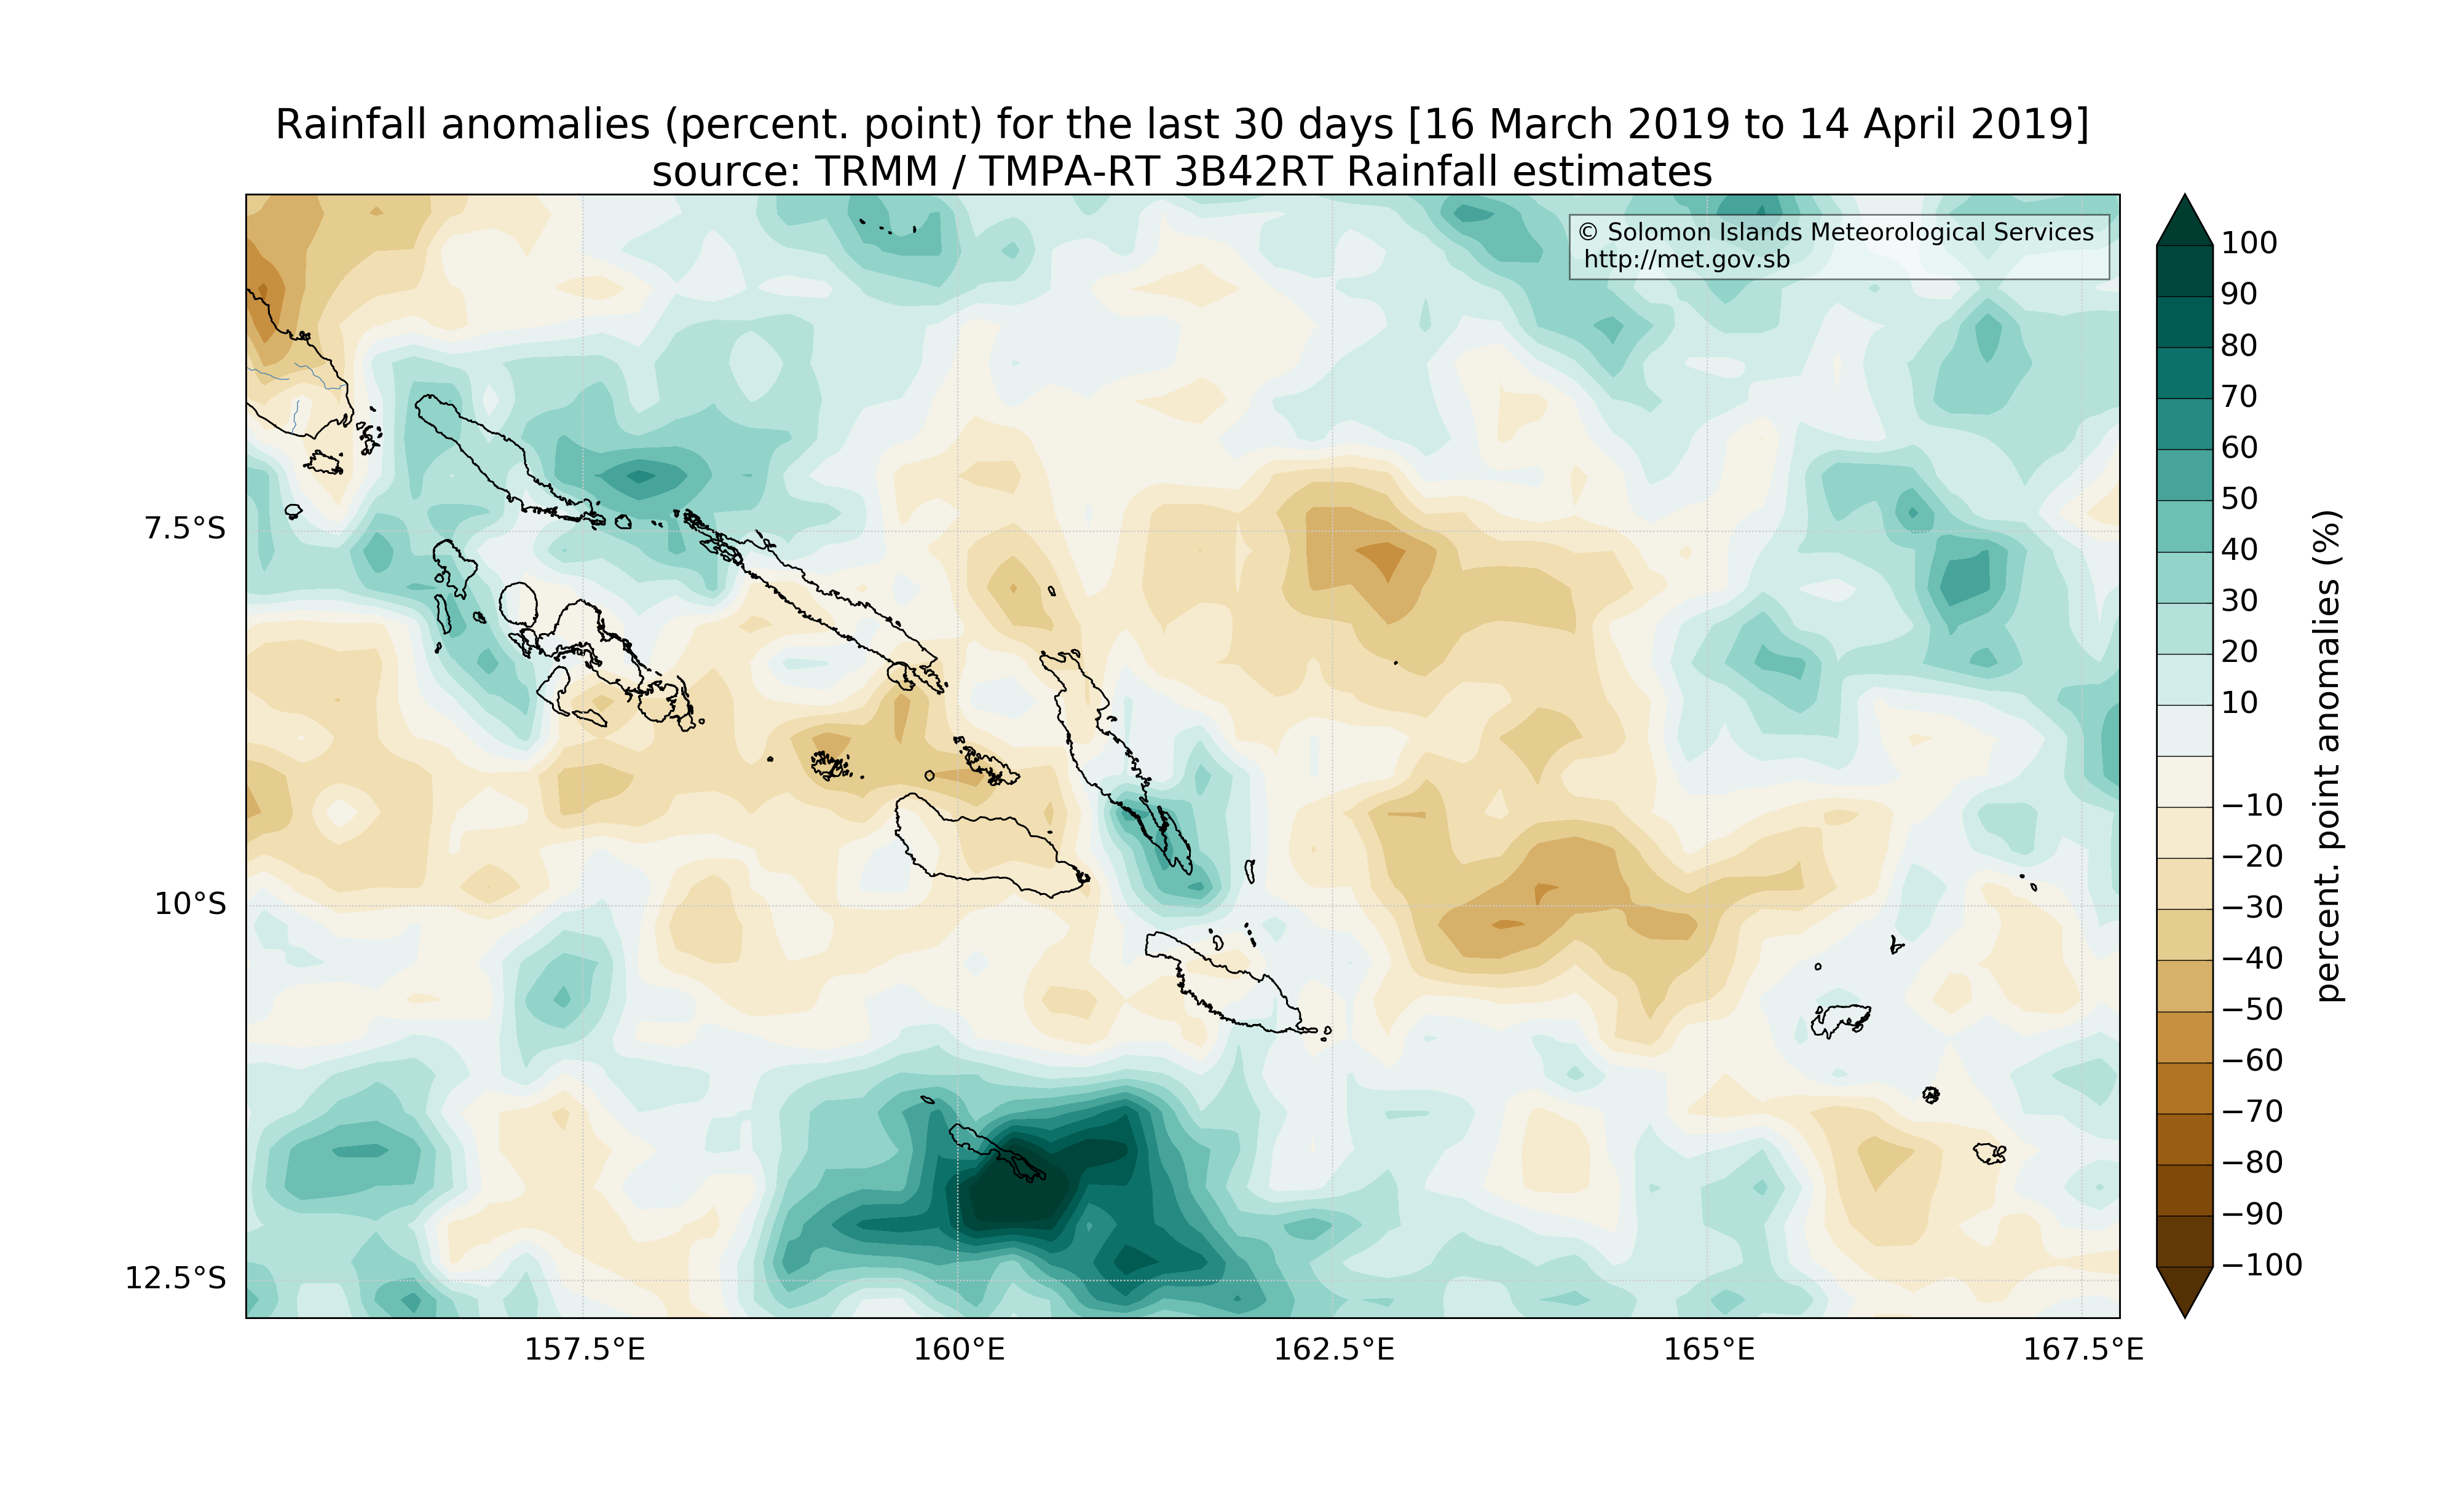 Rainfall anomalies (percent. point) for the last 30 days [16 March 2019 to 14 April 2019]
source: TRMM / TMPA-RT 3B42RT Rainfall estimates
© Solomon Islands Meteorological Services
http://met.gov.sb
7.5°S
10°S
12.5°S
157.5°E
160°E
162.5°E
165°E
167.5°E
100
90
80
70
60
50
40
30
20
10
−10
−20
−30
−40
−50
−60
−70
−80
−90
−100
percent. point anomalies (%)